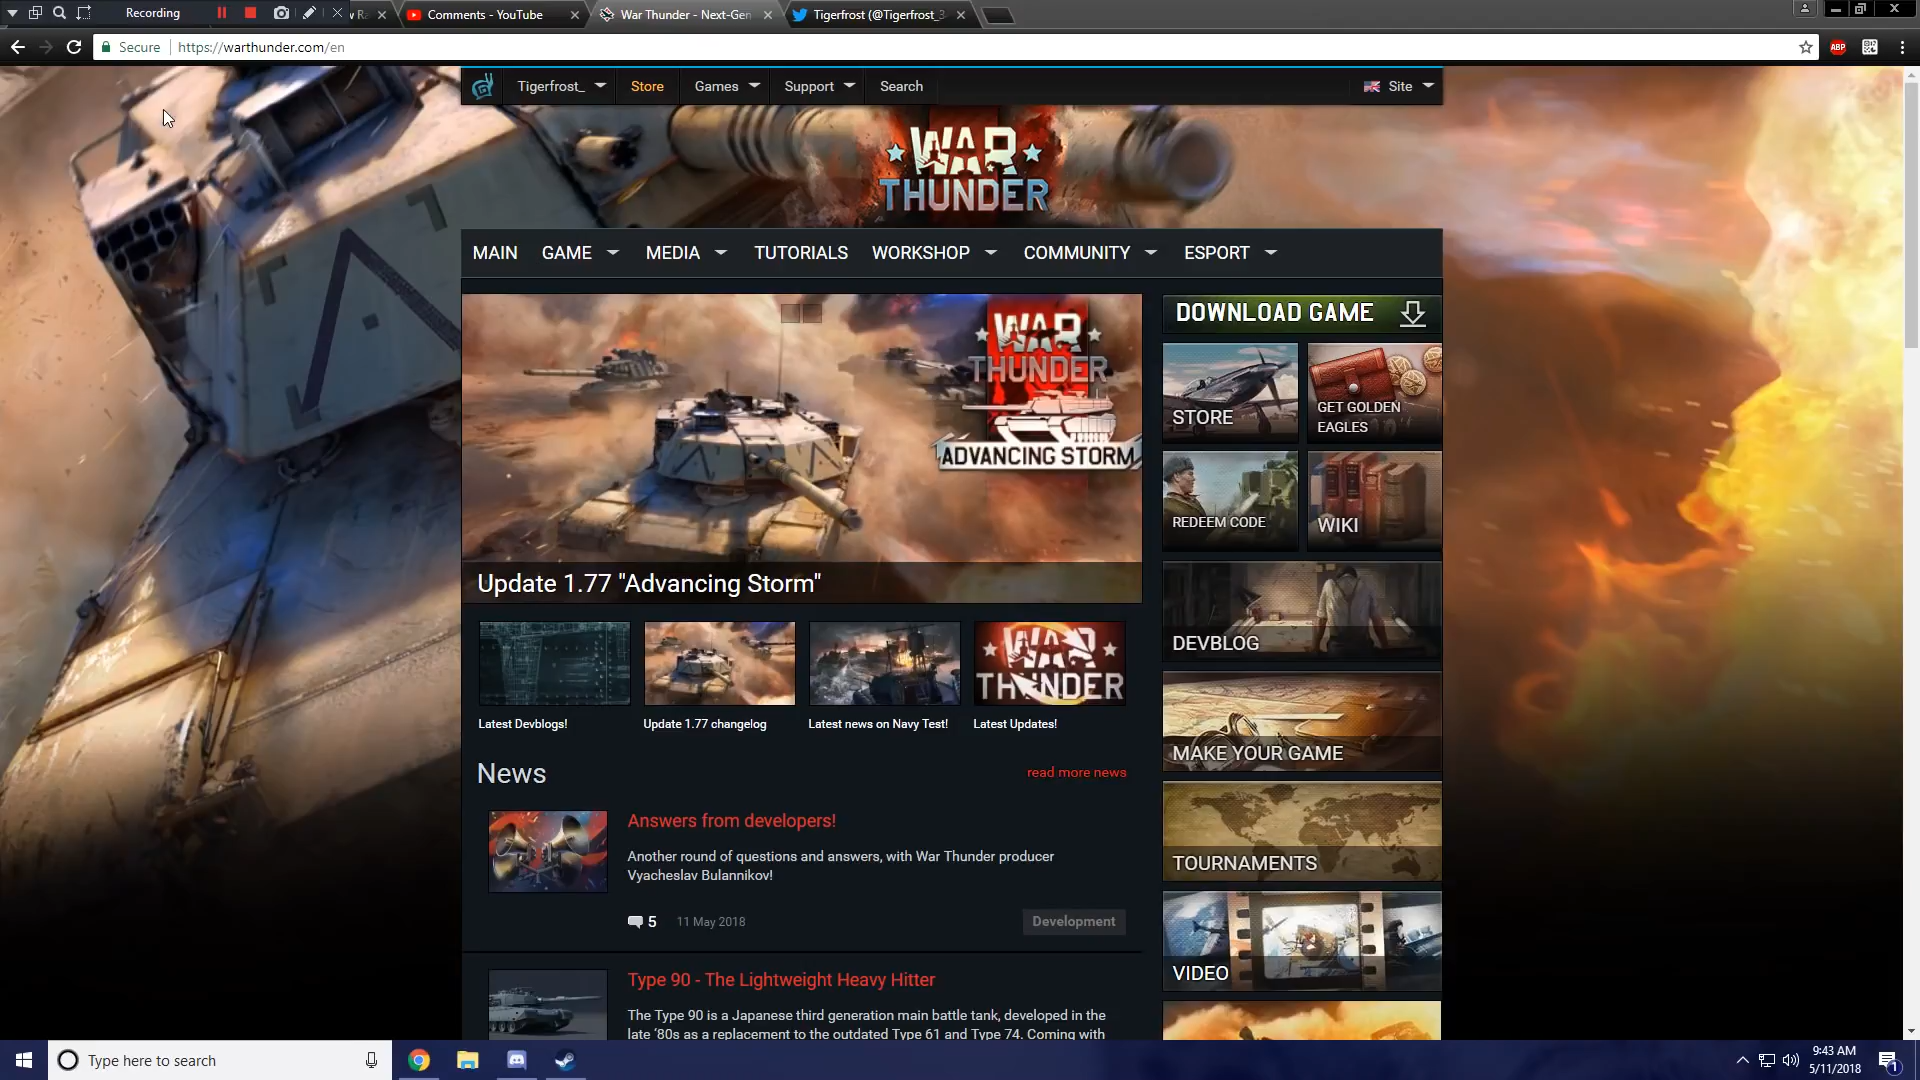 Recording
Comments - YouTube
War Thunder - Next-Gen
Tigerfrost (@Tigerfrost_3
ABP
Secure
https://warthunder.com/en
Tigerfrost_
Store
Games
Support
Search
Site
WAR
THUNDER
MAIN
GAME
MEDIA
TUTORIALS
WORKSHOP
COMMUNITY
ESPORT
WAR
THUNDER
ADVANCING STORM
Update 1.77 "Advancing Storm"
DOWNLOAD GAME
STORE
GET GOLDEN
EAGLES
REDEEM CODE
WIKI
DEVBLOG
MAKE YOUR GAME
TOURNAMENTS
VIDEO
WAR
THUNDER
Latest Devblogs!
Update 1.77 changelog
Latest news on Navy Test!
Latest Updates!
News
read more news
Answers from developers!
Another round of questions and answers, with War Thunder producer
Vyacheslav Bulannikov!
5
11 May 2018
Development
Type 90 - The Lightweight Heavy Hitter
The Type 90 is a Japanese third generation main battle tank, developed in the
late ‘80s as a replacement to the outdated Type 61 and Type 74. Coming with
Type here to search
9:43 AM
5/11/2018
1